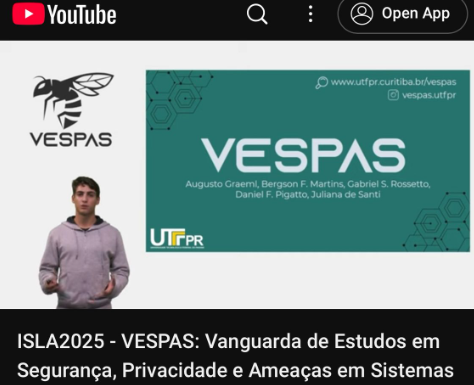 YouTube
Open App
www.utfpr.curitiba.br/vespas
vespas.utfpr
VESPAS
VESPAS
Augusto Graeml, Bergson F. Martins, Gabriel S. Rossetto,
Daniel F. Pigatto, Juliana de Santi
UTFPR
ISLA2025 - VESPAS: Vanguarda de Estudos em
Segurança, Privacidade e Ameaças em Sistemas